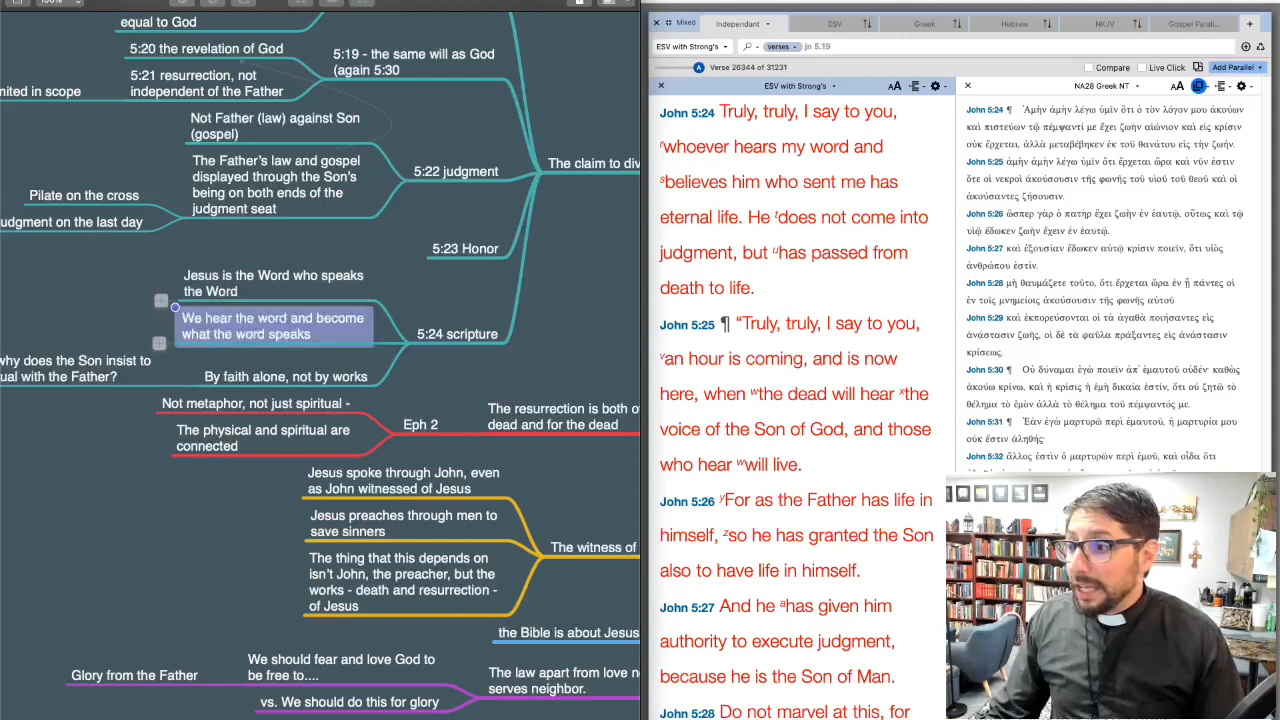 equal to God
5:20 the revelation of God
5:21 resurrection, not
independent of the Father
nited in scope
5:19 - the same will as God
(again 5:30
Not Father (law) against Son
(gospel)
The Father's law and gospel
displayed through the Son's
being on both ends of the
judgment seat
Pilate on the cross
udgment on the last day
5:22 judgment
The claim to div
5:23 Honor
Jesus is the Word who speaks
the Word
We hear the word and become
what the word speaks
5:24 scripture
why does the Son insist to
ual with the Father?
By faith alone, not by works
Not metaphor, not just spiritual -
The physical and spiritual are
connected
Eph 2
The resurrection is both o
dead and for the dead
Jesus spoke through John, even
as John witnessed of Jesus
Jesus preaches through men to
save sinners
The thing that this depends on
isn't John, the preacher, but the
works - death and resurrection -
of Jesus
The witness of
the Bible is about Jesus
Glory from the Father
We should fear and love God to
be free to....
vs. We should do this for glory
The law apart from love n
serves neighbor.
Mixed
Independant
ESV
Greek
Hebrew
NKJV
Gospel Paral...
ESV with Strong's
Verses
jn 5.19
Verse 26344 of 31231
Compare
Live Click
Add Parallel
ESV with Strong's
AA
John 5:24 Truly, truly, I say to you,
rwhoever hears my word and
sbelieves him who sent me has
eternal life. He tdoes not come into
judgment, but uhas passed from
death to life.
John 5:25 ¶ “Truly, truly, I say to you,
van hour is coming, and is now
here, when wthe dead will hear xthe
voice of the Son of God, and those
who hear wwill live.
John 5:26 yFor as the Father has life in
himself, zso he has granted the Son
also to have life in himself.
John 5:27 And he ahas given him
authority to execute judgment,
because he is the Son of Man.
John 5:28 Do not marvel at this, for
NA28 Greek NT
AA
John 5:24 ¶ Ἀμὴν ἀμὴν λέγω ὑμῖν ὅτι ὁ τὸν λόγον μου ἀκούων
καὶ πιστεύων τῷ πέμψαντί με ἔχει ζωὴν αἰώνιον καὶ εἰς κρίσιν
οὐκ ἔρχεται, ἀλλὰ μεταβέβηκεν ἐκ τοῦ θανάτου εἰς τὴν ζωήν.
John 5:25 ἀμὴν ἀμὴν λέγω ὑμῖν ὅτι ἔρχεται ὥρα καὶ νῦν ἐστιν
ὅτε οἱ νεκροὶ ἀκούσουσιν τῆς φωνῆς τοῦ υἱοῦ τοῦ θεοῦ καὶ οἱ
ἀκούσαντες ζήσουσιν.
John 5:26 ὥσπερ γὰρ ὁ πατὴρ ἔχει ζωὴν ἐν ἑαυτῷ, οὕτως καὶ τῷ
υἱῷ ἔδωκεν ζωὴν ἔχειν ἐν ἑαυτῷ.
John 5:27 καὶ ἐξουσίαν ἔδωκεν αὐτῷ κρίσιν ποιεῖν, ὅτι υἱὸς
ἀνθρώπου ἐστίν.
John 5:28 μὴ θαυμάζετε τοῦτο, ὅτι ἔρχεται ὥρα ἐν ᾗ πάντες οἱ
ἐν τοῖς μνημείοις ἀκούσουσιν τῆς φωνῆς αὐτοῦ
John 5:29 καὶ ἐκπορεύσονται οἱ τὰ ἀγαθὰ ποιήσαντες εἰς
ἀνάστασιν ζωῆς, οἱ δὲ τὰ φαῦλα πράξαντες εἰς ἀνάστασιν
κρίσεως.
John 5:30 ¶ Οὐ δύναμαι ἐγὼ ποιεῖν ἀπ᾽ ἐμαυτοῦ οὐδέν· καθὼς
ἀκούω κρίνω, καὶ ἡ κρίσις ἡ ἐμὴ δικαία ἐστίν, ὅτι οὐ ζητῶ τὸ
θέλημα τὸ ἐμὸν ἀλλὰ τὸ θέλημα τοῦ πέμψαντός με.
John 5:31 ¶ Ἐὰν ἐγὼ μαρτυρῶ περὶ ἐμαυτοῦ, ἡ μαρτυρία μου
οὐκ ἔστιν ἀληθής·
John 5:32 ἄλλος ἐστὶν ὁ μαρτυρῶν περὶ ἐμοῦ, καὶ οἶδα ὅτι